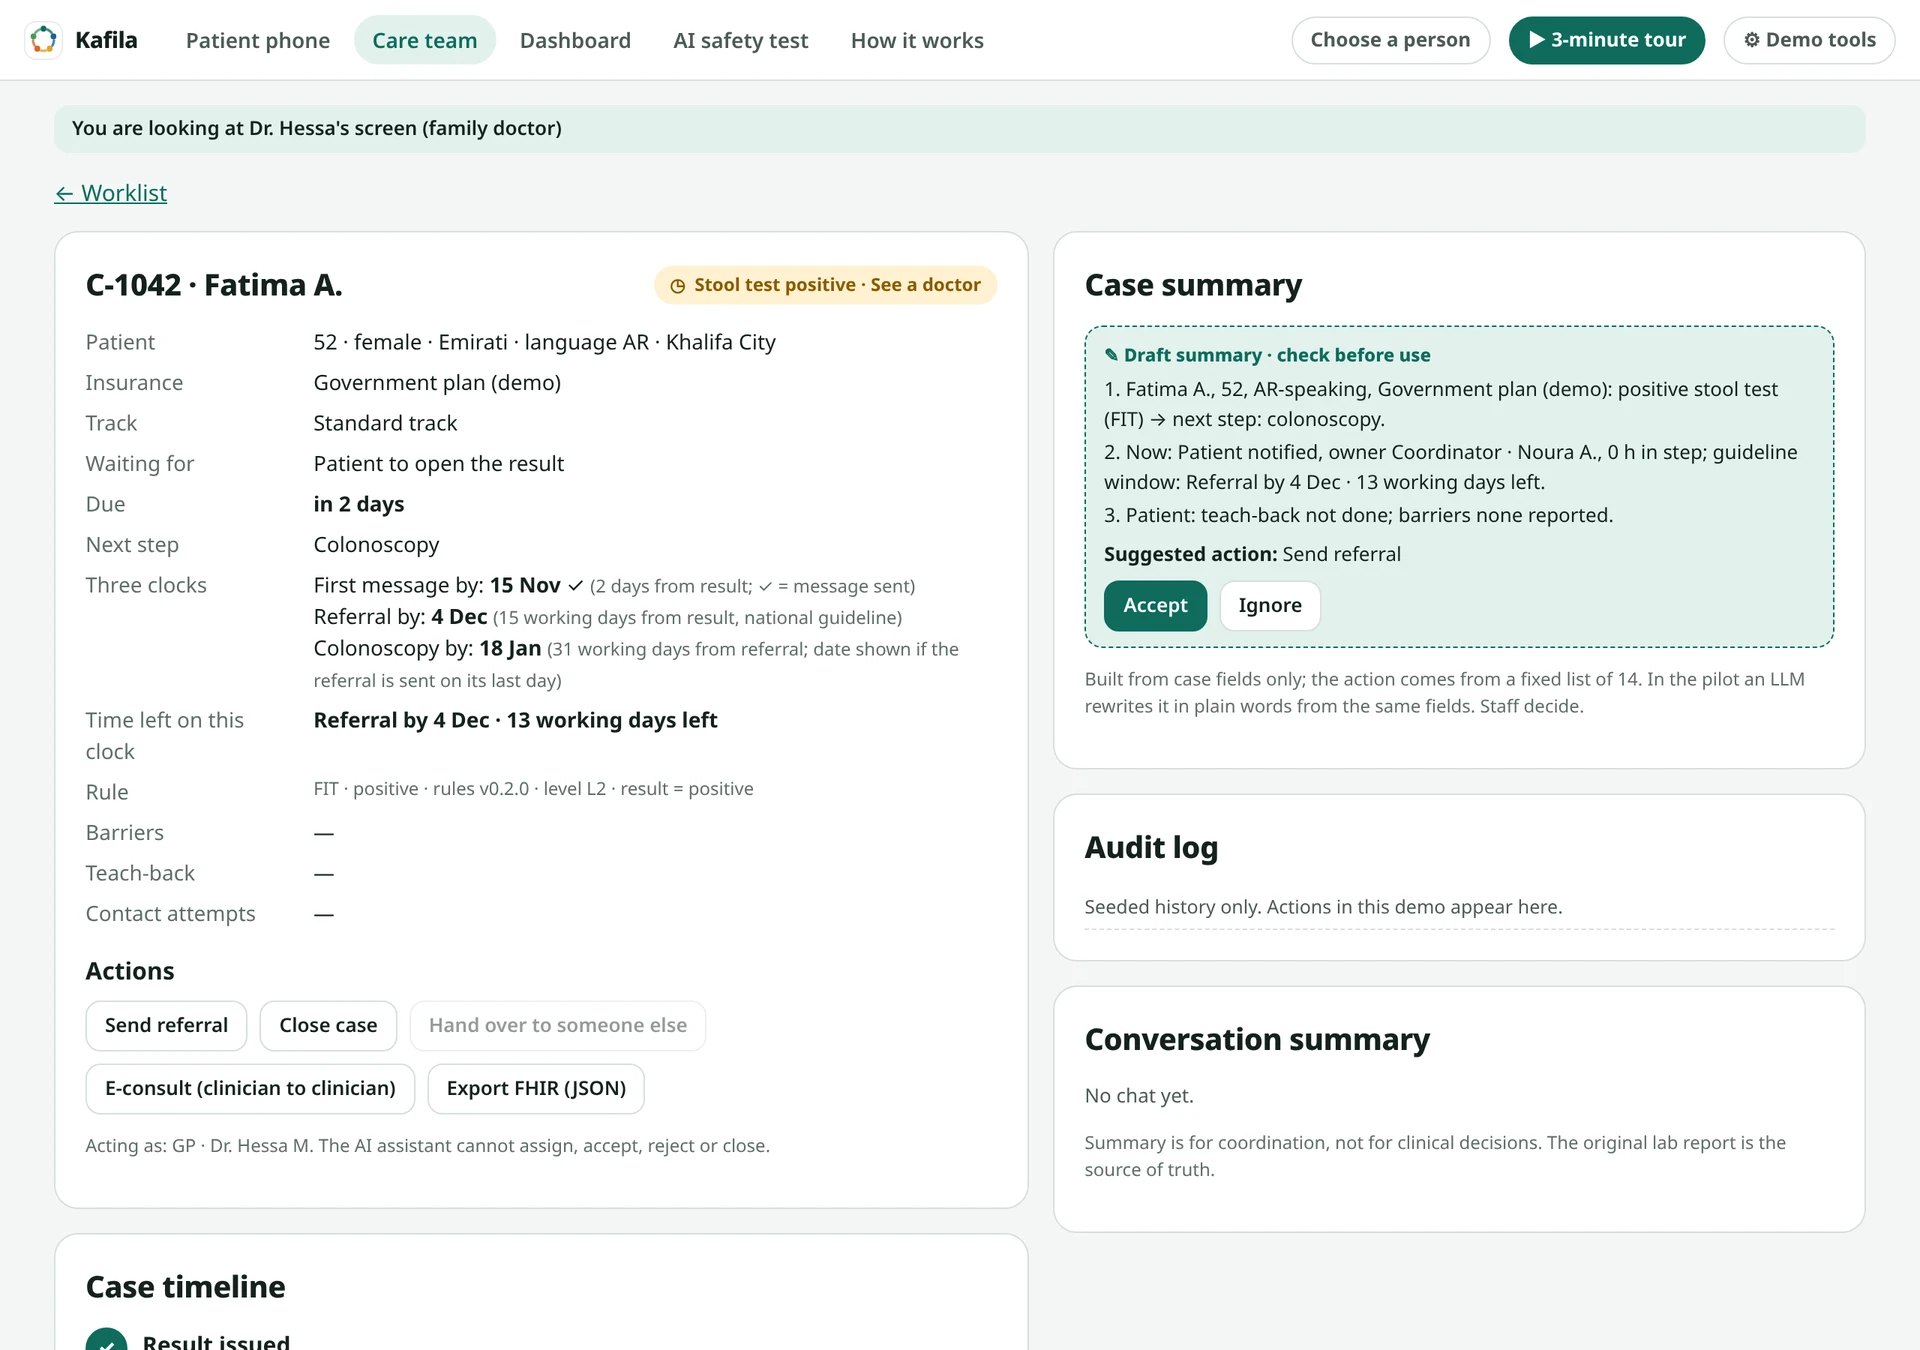 Kafila
Patient phone
Care team
Dashboard
AI safety test
How it works
Choose a person
▶ 3-minute tour
⚙ Demo tools
You are looking at Dr. Hessa's screen (family doctor)
← Worklist
C-1042 · Fatima A.
Stool test positive · See a doctor
Patient
52 · female · Emirati · language AR · Khalifa City
Insurance
Government plan (demo)
Track
Standard track
Waiting for
Patient to open the result
Due
in 2 days
Next step
Colonoscopy
Three clocks
First message by: 15 Nov ✓ (2 days from result; ✓ = message sent)
Referral by: 4 Dec (15 working days from result, national guideline)
Colonoscopy by: 18 Jan (31 working days from referral; date shown if the
referral is sent on its last day)
Time left on this
clock
Referral by 4 Dec · 13 working days left
Rule
FIT · positive · rules v0.2.0 · level L2 · result = positive
Barriers
—
Teach-back
—
Contact attempts
—
Actions
Send referral
Close case
Hand over to someone else
E-consult (clinician to clinician)
Export FHIR (JSON)
Acting as: GP · Dr. Hessa M. The AI assistant cannot assign, accept, reject or close.
Case timeline
Result issued
Case summary
✎ Draft summary · check before use
1. Fatima A., 52, AR-speaking, Government plan (demo): positive stool test
(FIT) → next step: colonoscopy.
2. Now: Patient notified, owner Coordinator · Noura A., 0 h in step; guideline
window: Referral by 4 Dec · 13 working days left.
3. Patient: teach-back not done; barriers none reported.
Suggested action: Send referral
Accept
Ignore
Built from case fields only; the action comes from a fixed list of 14. In the pilot an LLM
rewrites it in plain words from the same fields. Staff decide.
Audit log
Seeded history only. Actions in this demo appear here.
Conversation summary
No chat yet.
Summary is for coordination, not for clinical decisions. The original lab report is the
source of truth.